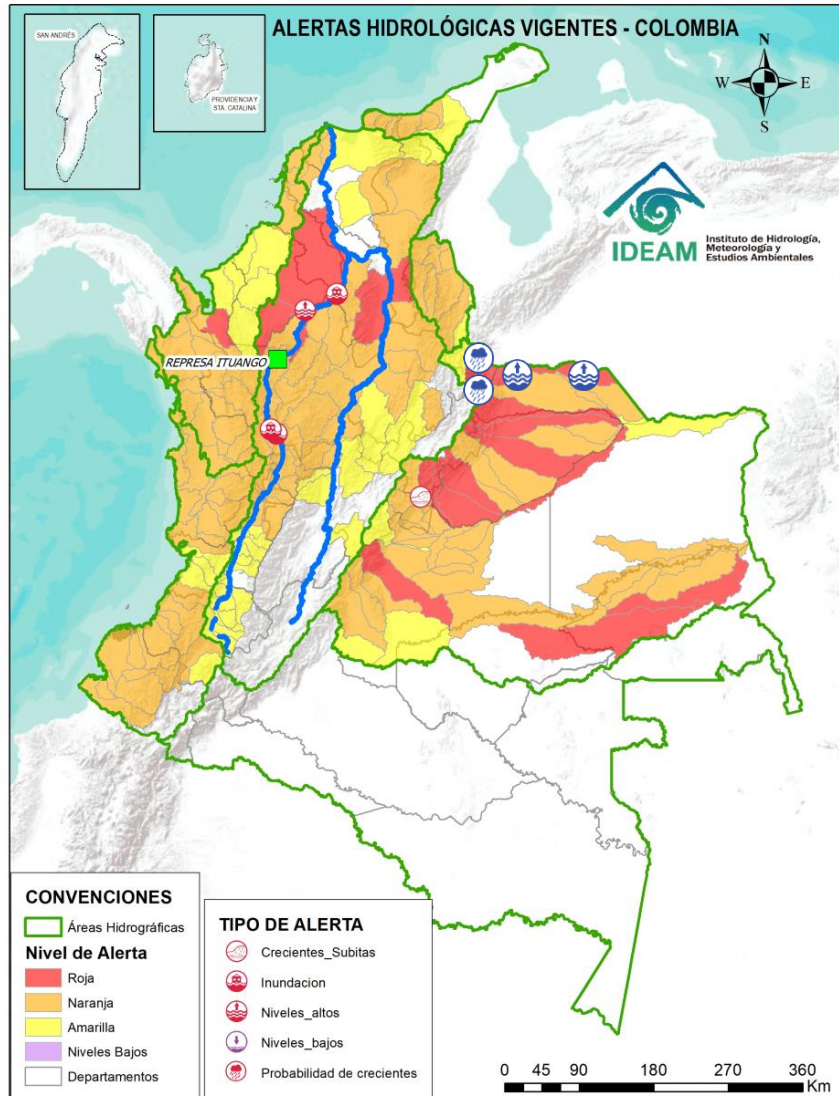 ALERTAS HIDROLÓGICAS VIGENTES - COLOMBIA
SAN ANDRÉS
PROVIDENCIA Y
STA. CATALINA
N
W
E
S
IDEAM
Instituto de Hidrología,
Meteorología y
Estudios Ambientales
REPRESA ITUANGO
CONVENCIONES
Áreas Hidrográficas
Nivel de Alerta
Roja
Naranja
Amarilla
Niveles Bajos
Departamentos
TIPO DE ALERTA
Crecientes_Subitas
Inundacion
Niveles_altos
Niveles_bajos
Probabilidad de crecientes
0 45 90 180 270 360
Km